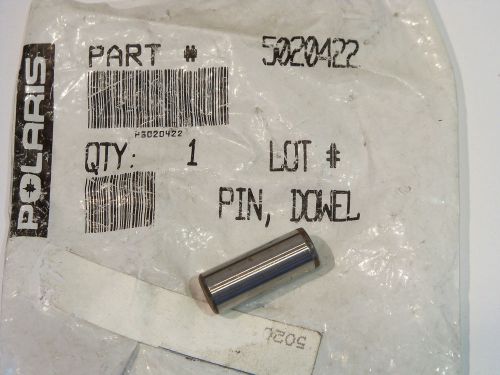 POLARIS
PART # 5020422
P5020422
QTY: 1 LOT #
PIN, DOWEL
502